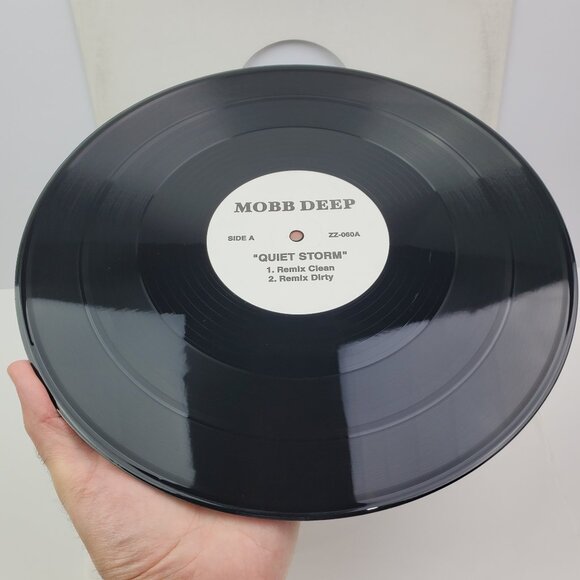 MOBB DEEP
SIDE A ZZ-060A
"QUIET STORM"
1. Remix Clean
2. Remix Dirty